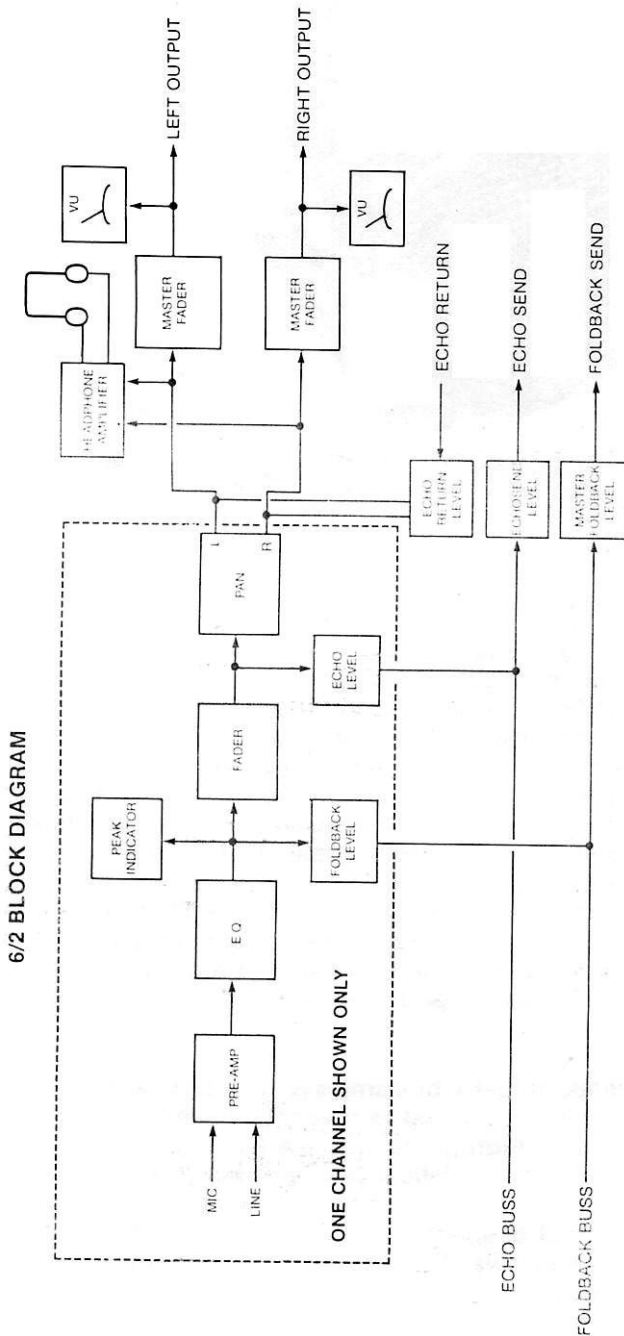 6/2 BLOCK DIAGRAM
MIC
LINE
PRE-AMP
EQ
PEAK
INDICATOR
FOLDBACK
LEVEL
FADER
ECHO
LEVEL
PAN
L
R
ONE CHANNEL SHOWN ONLY
HEADPHONE
AMPLIFIER
MASTER
FADER
VU
LEFT OUTPUT
MASTER
FADER
VU
RIGHT OUTPUT
ECHO
RETURN
LEVEL
ECHO RETURN
ECHO BUSS
ECHO SEND
LEVEL
ECHO SEND
FOLDBACK BUSS
MASTER
FOLDBACK
LEVEL
FOLDBACK SEND